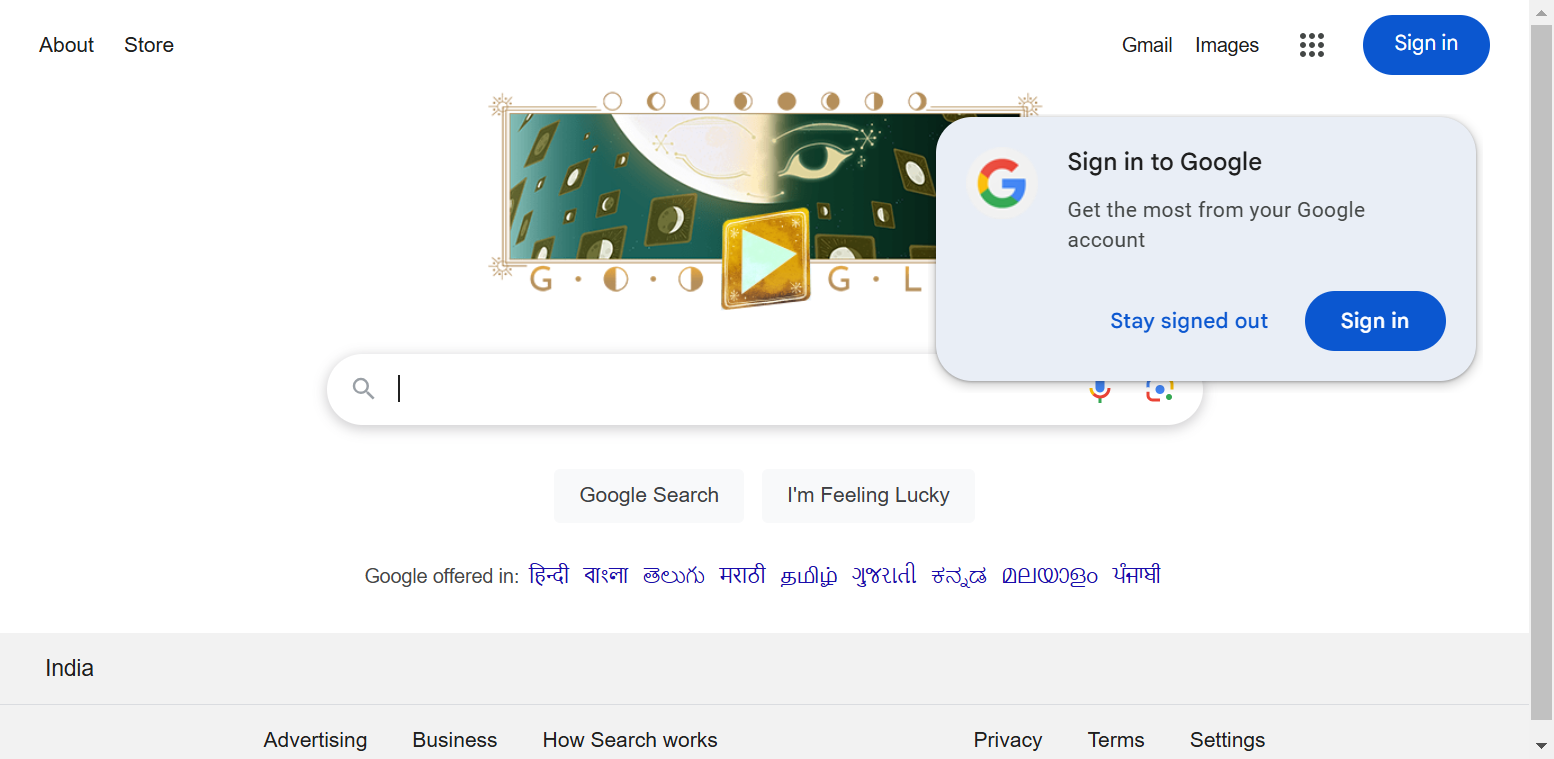 About Store
Gmail Images Sign in
Sign in to Google
Get the most from your Google
account
Stay signed out Sign in
G · · G · L
Google Search I'm Feeling Lucky
Google offered in: हिन्दी বাংলা తెలుగు मराठी தமிழ் ગુજરાતી ಕನ್ನಡ മലയാളം ਪੰਜਾਬੀ
India
Advertising Business How Search works Privacy Terms Settings